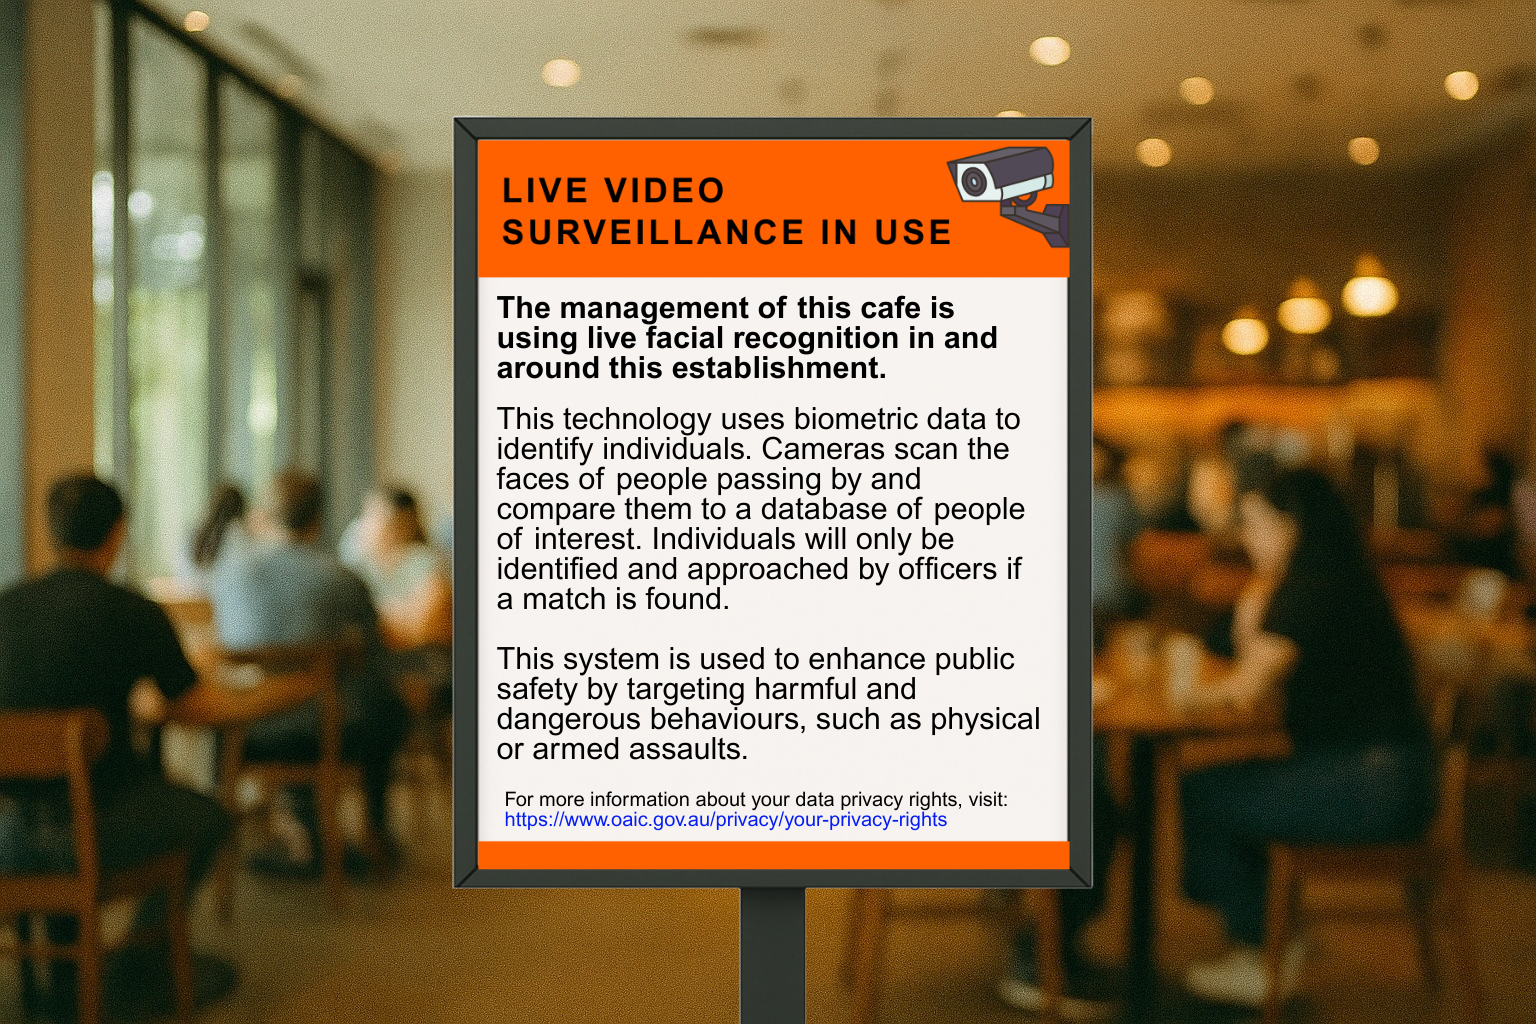 LIVE VIDEO
SURVEILLANCE IN USE
The management of this cafe is
using live facial recognition in and
around this establishment.
This technology uses biometric data to
identify individuals. Cameras scan the
faces of people passing by and
compare them to a database of people
of interest. Individuals will only be
identified and approached by officers if
a match is found.
This system is used to enhance public
safety by targeting harmful and
dangerous behaviours, such as physical
or armed assaults.
For more information about your data privacy rights, visit:
https://www.oaic.gov.au/privacy/your-privacy-rights